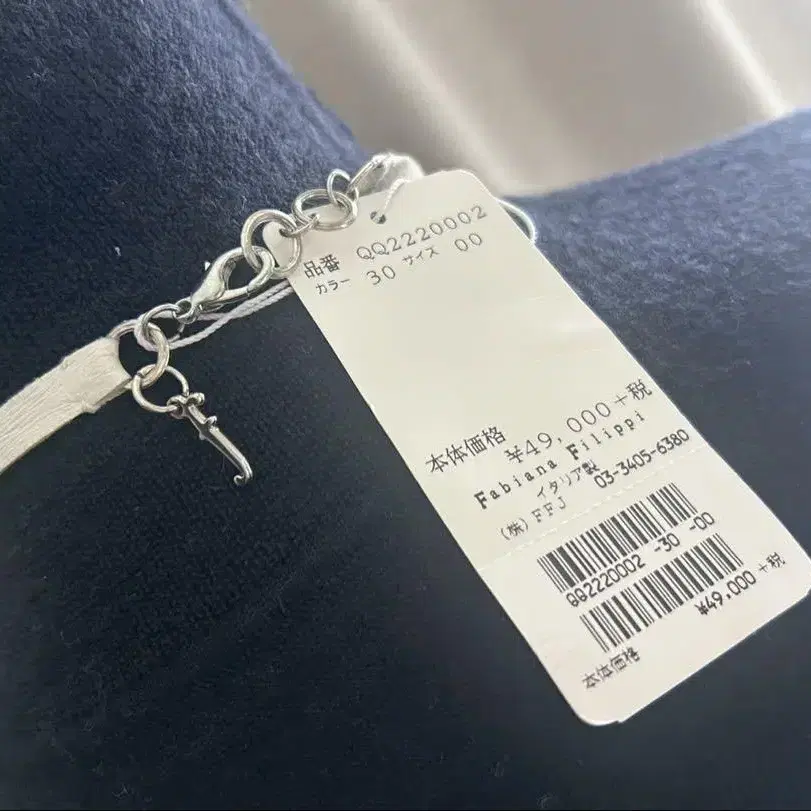 品番 QQ2220002
カラー 30 サイズ 00
本体価格 ¥49,000+税
Fabiana Filippi
イタリア製
(株)FFJ 03-3405-6380
QQ2220002 -30 -00
¥49,000 +税
本体価格